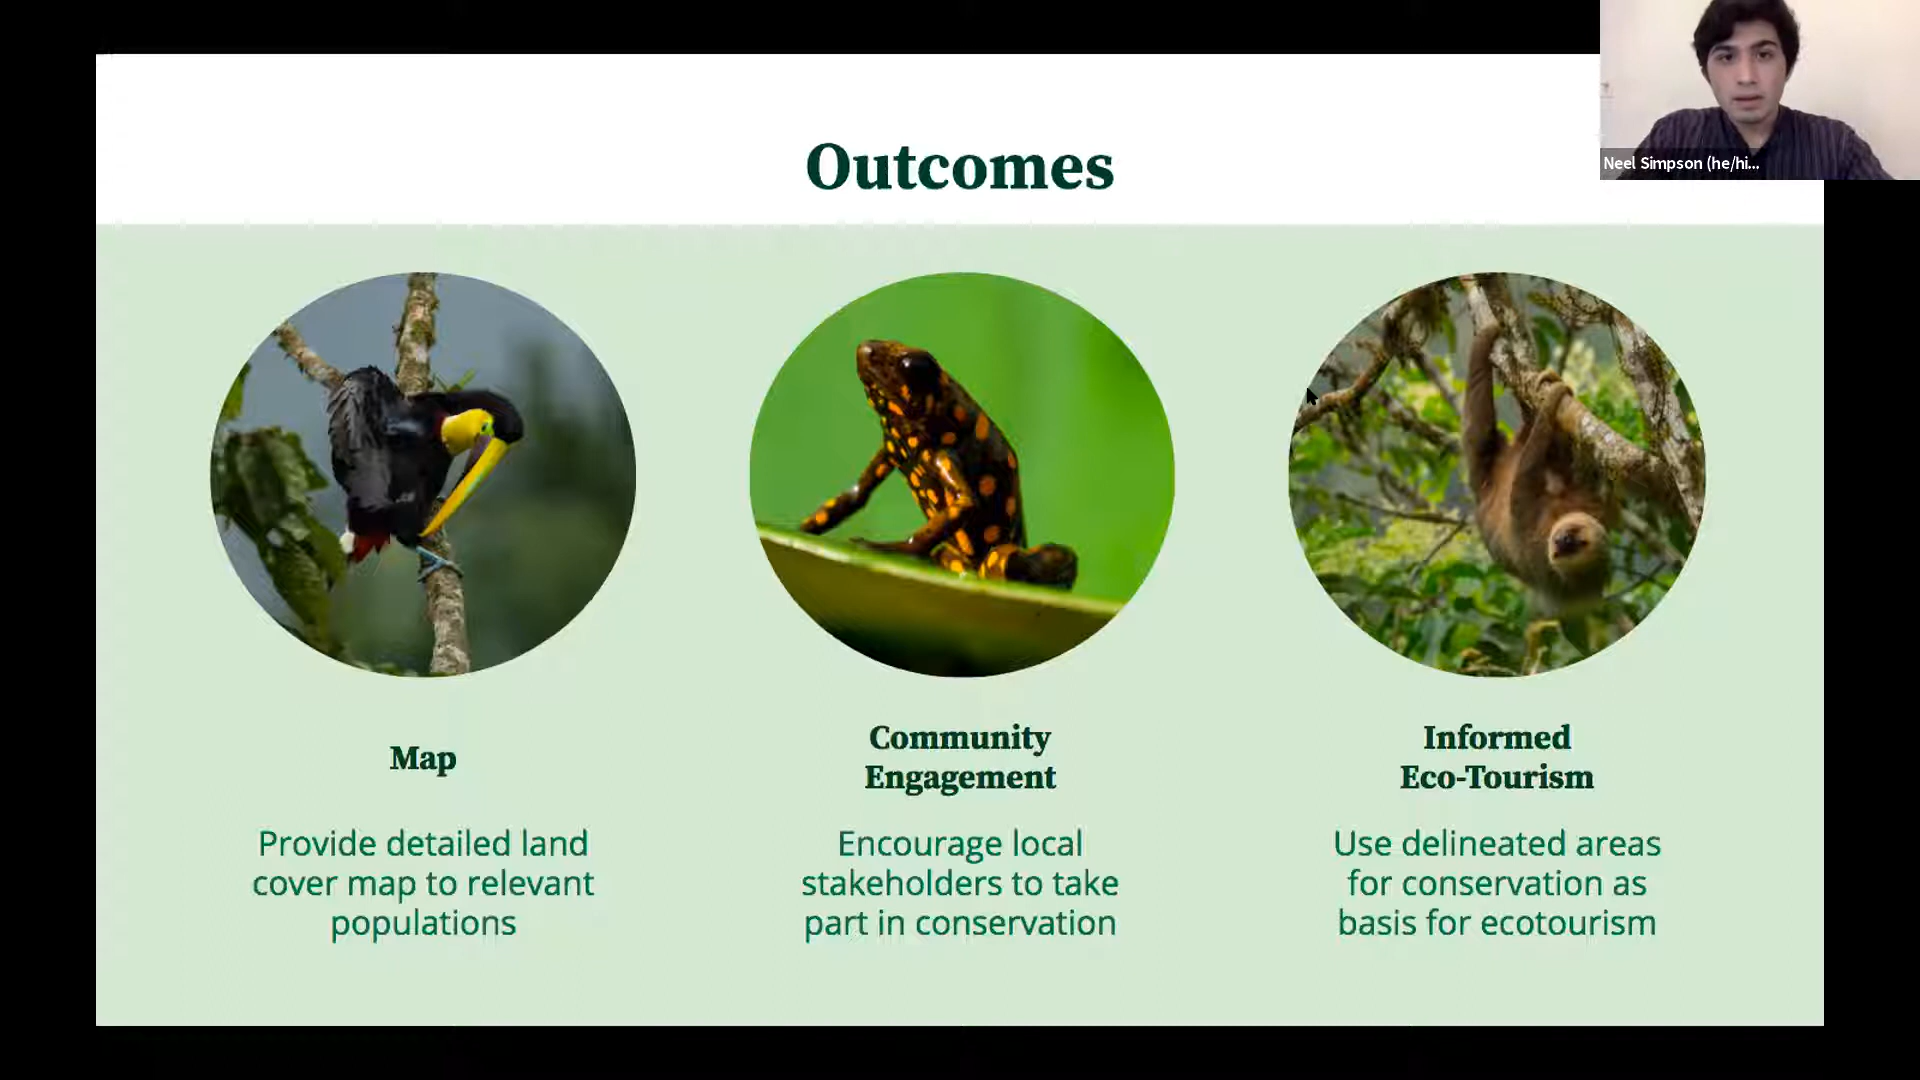 Outcomes
Neel Simpson (he/hi...
Map
Provide detailed land
cover map to relevant
populations
Community
Engagement
Encourage local
stakeholders to take
part in conservation
Informed
Eco-Tourism
Use delineated areas
for conservation as
basis for ecotourism